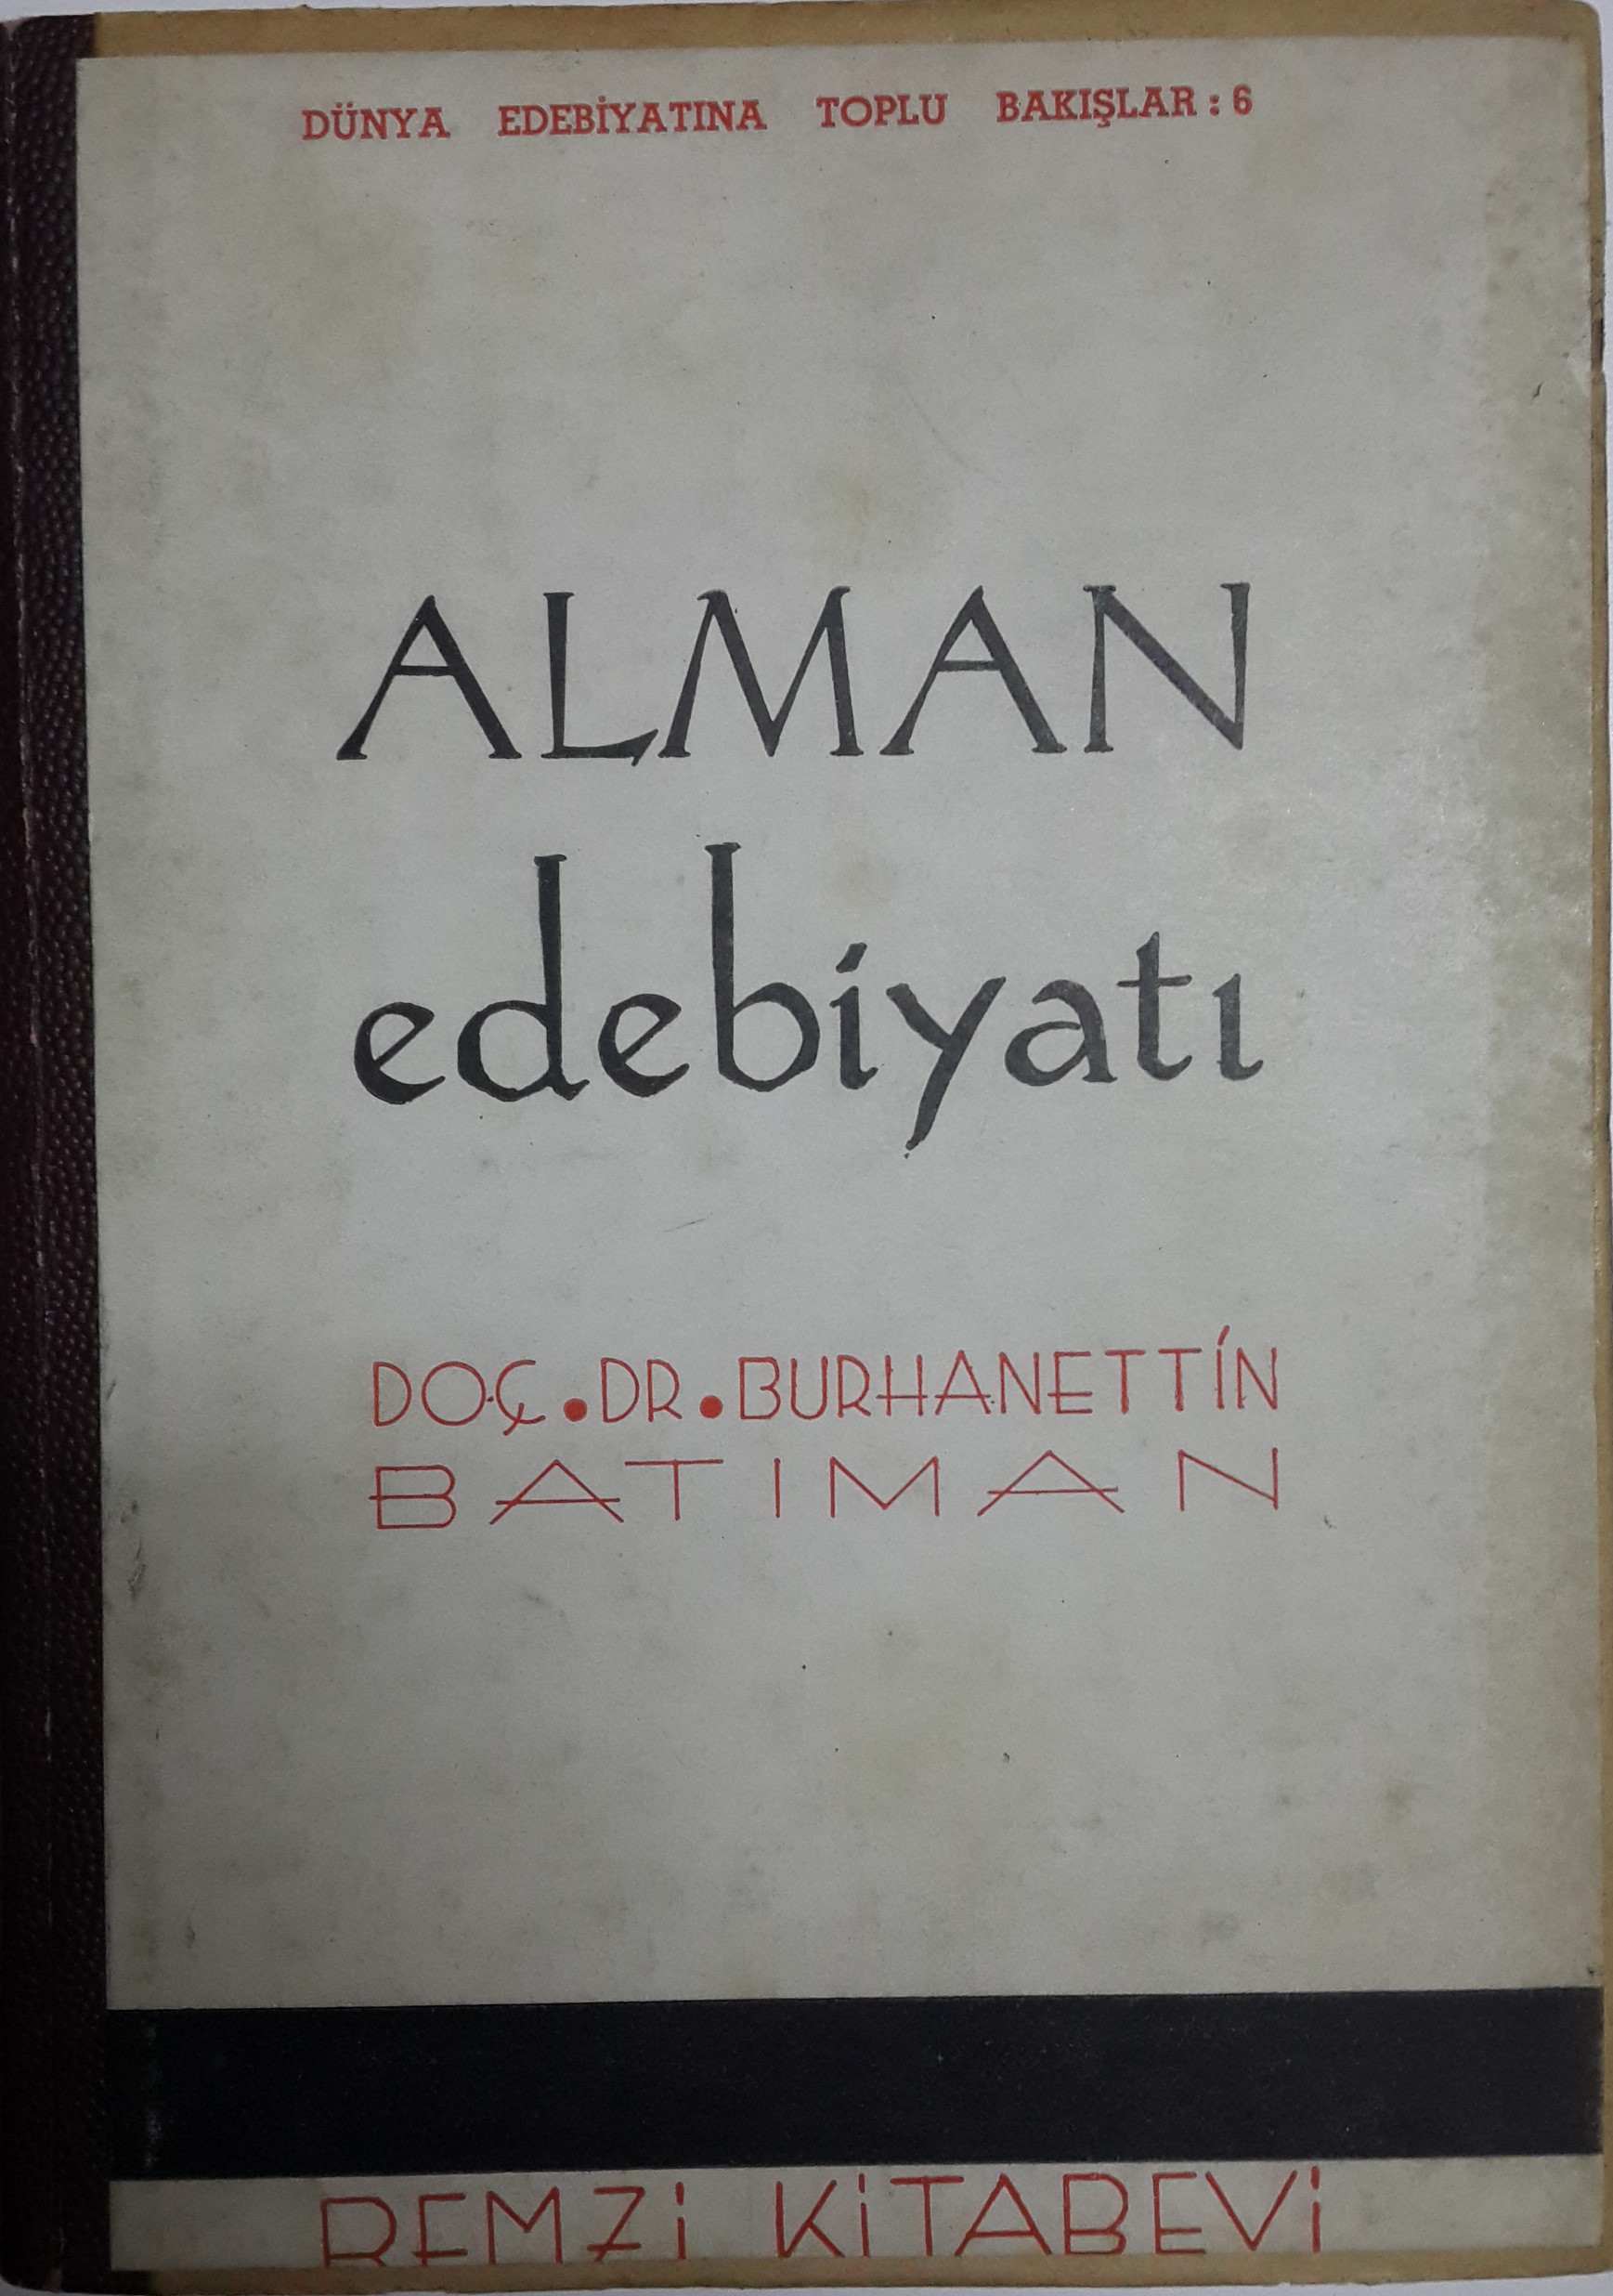 DÜNYA EDEBİYATINA TOPLU BAKIŞLAR : 6
ALMAN
edebiyatı
DOÇ. DR. BURHANETTİN
BATIMAN
REMZİ KİTABEVİ